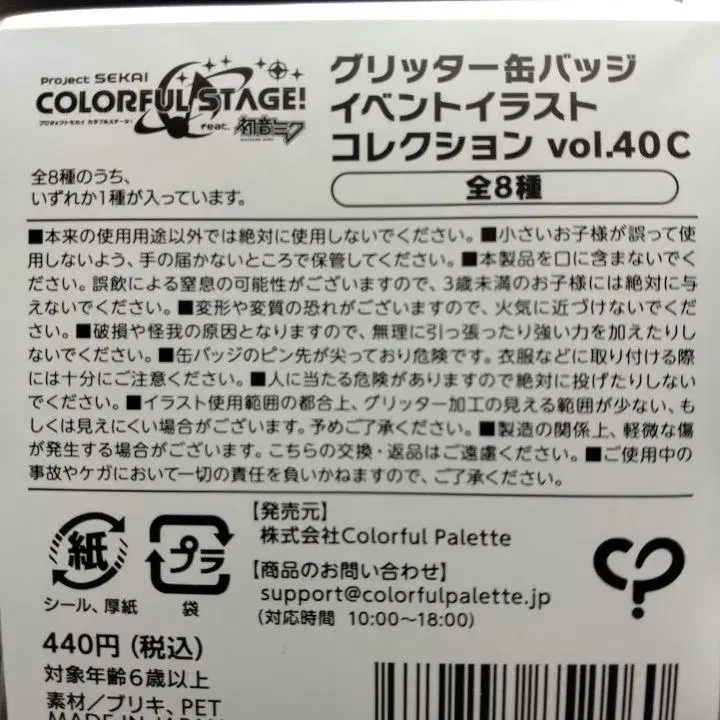 Project SEKAI
COLORFUL STAGE!
プロジェクトセカイ カラフルステージ!
feat. 初音ミク
グリッター缶バッジ
イベントイラスト
コレクション vol.40 C
全8種のうち、
いずれか1種が入っています。
全8種
■本来の使用用途以外では絶対に使用しないでください。■小さいお子様が誤って使
用しないよう、手の届かないところで保管してください。■本製品を口に含まないでく
ださい。誤飲による窒息の可能性がございますので、3歳未満のお子様には絶対に与
えないでください。■変形や変質の恐れがございますので、火気に近づけないでくだ
さい。■破損や怪我の原因となりますので、無理に引っ張ったり強い力を加えたりし
ないでください。■缶バッジのピン先が尖っており危険です。衣服などに取り付ける際
には十分にご注意ください。■人に当たる危険がありますので絶対に投げたりしない
でください。■イラスト使用範囲の都合上、グリッター加工の見える範囲が少ない、も
しくは見えにくい場合がございます。予めご了承ください。■製造の関係上、軽微な傷
が発生する場合がございます。こちらの交換・返品はご遠慮ください。■ご使用中の
事故やケガにおいて一切の責任を負いかねますので、ご了承ください。
紙
シール、厚紙
プラ
袋
【発売元】
株式会社Colorful Palette
【商品のお問い合わせ】
support@colorfulpalette.jp
(対応時間 10:00〜18:00)
440円(税込)
対象年齢6歳以上
素材/ブリキ、PET
MADE IN JAPAN